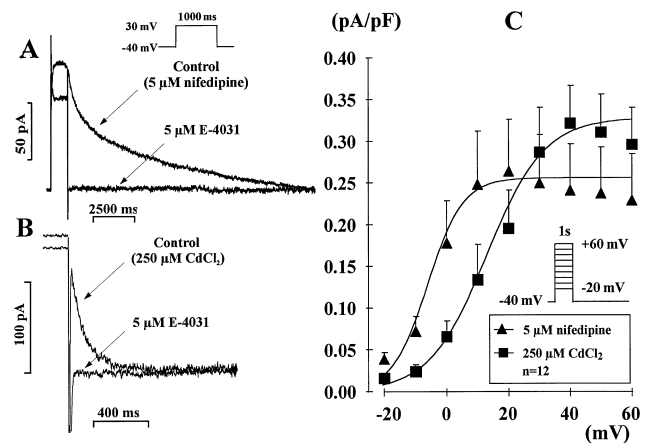 A
1000 ms
30 mV
-40 mV
Control
(5 µM nifedipine)
5 µM E-4031
50 pA
2500 ms
B
Control
(250 µM CdCl2)
5 µM E-4031
100 pA
400 ms
(pA/pF)
C
0.40
0.35
0.30
0.25
0.20
0.15
0.10
0.05
0.00
1s
+60 mV
-20 mV
-40 mV
5 µM nifedipine
250 µM CdCl2
n=12
-20 -10 0 10 20 30 40 50 60
(mV)